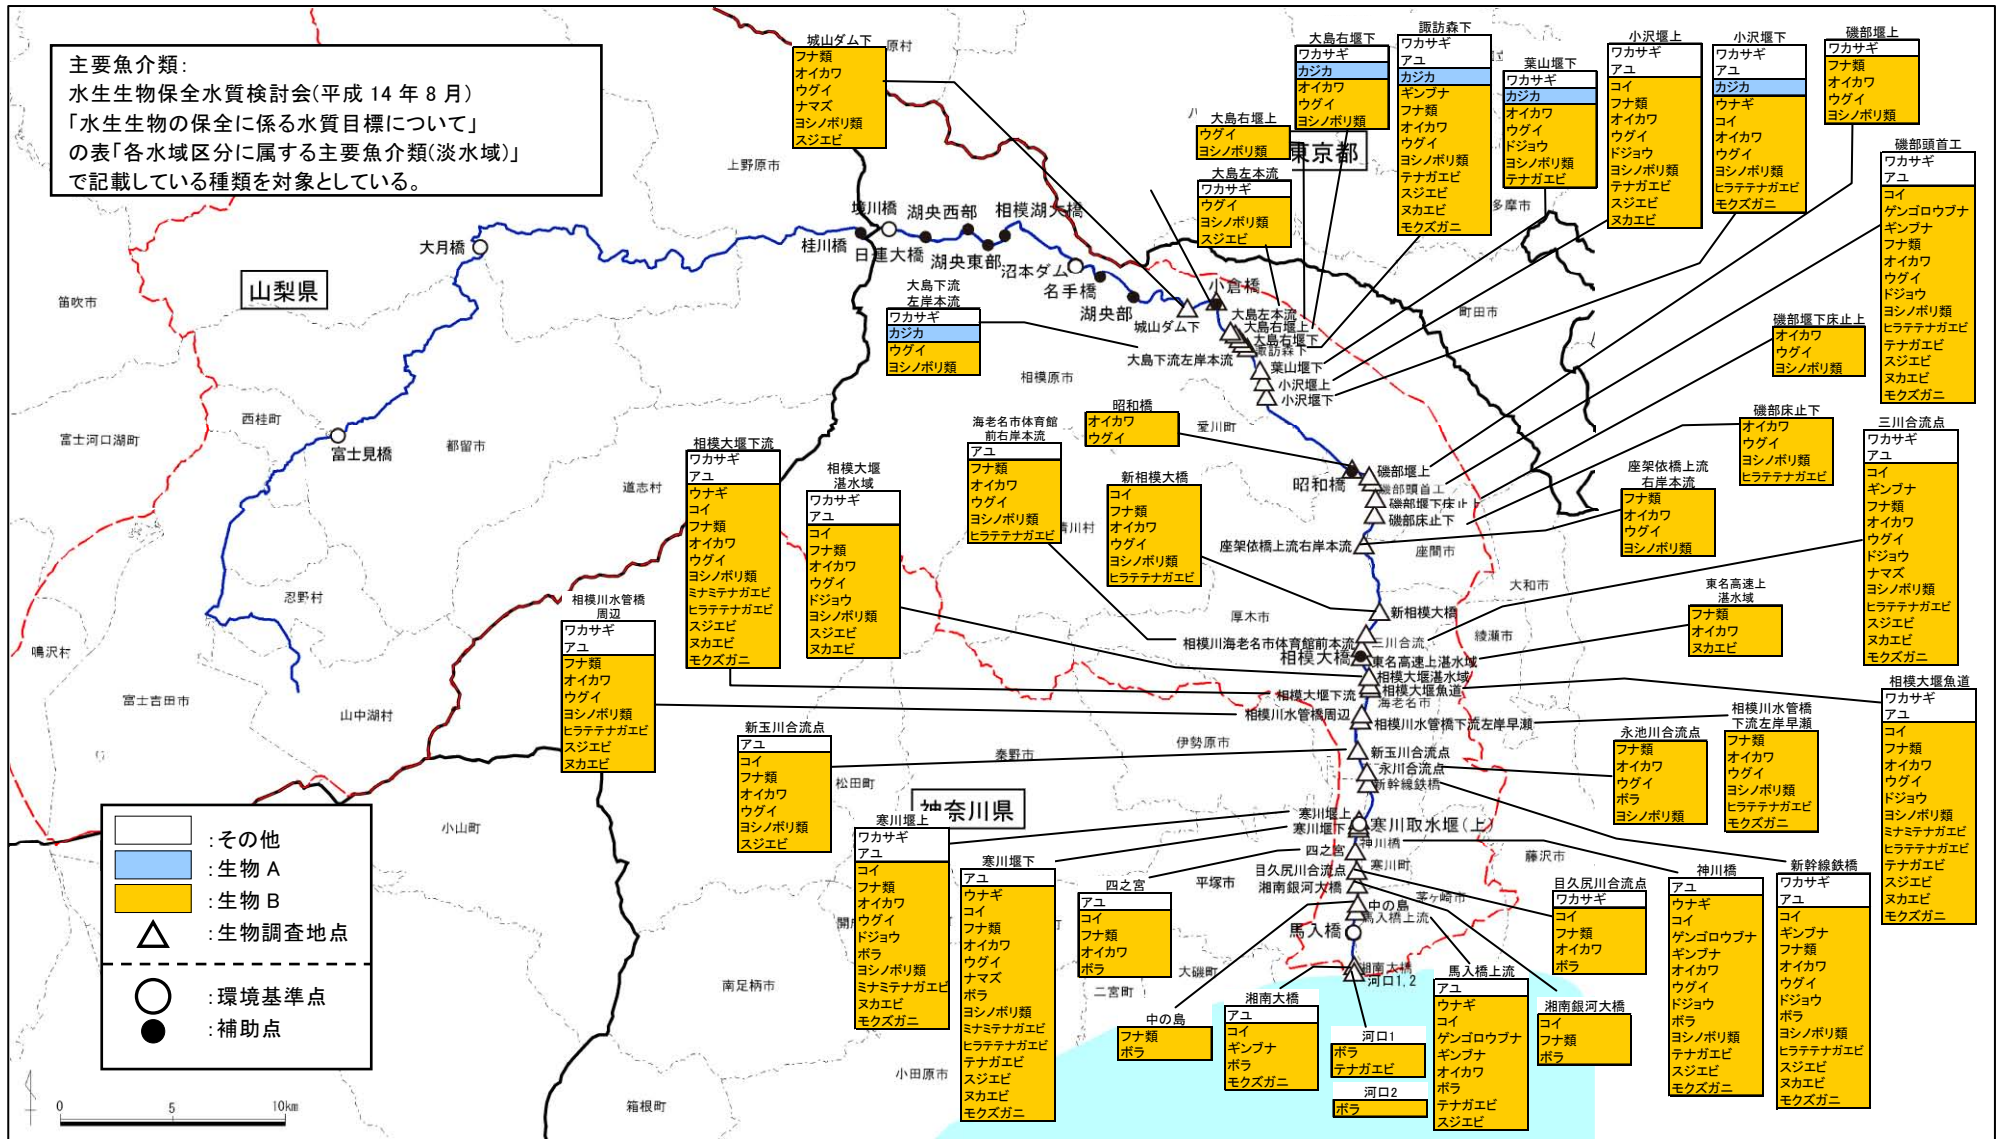 主要魚介類:
水生生物保全水質検討会(平成 14 年 8 月)
「水生生物の保全に係る水質目標について」
の表「各水域区分に属する主要魚介類(淡水域)」
で記載している種類を対象としている。
城山ダム下
フナ類
オイカワ
ウグイ
ナマズ
ヨシノボリ類
スジエビ
原村
大島右堰上
ウグイ
ヨシノボリ類
大島右堰下
ワカサギ
カジカ
オイカワ
ウグイ
ヨシノボリ類
大島左本流
ワカサギ
ウグイ
ヨシノボリ類
スジエビ
諏訪森下
ワカサギ
アユ
カジカ
ギンブナ
フナ類
オイカワ
ウグイ
ヨシノボリ類
テナガエビ
スジエビ
ヌカエビ
モクズガニ
葉山堰下
ワカサギ
カジカ
オイカワ
ウグイ
ドジョウ
ヨシノボリ類
テナガエビ
小沢堰上
ワカサギ
アユ
コイ
フナ類
オイカワ
ウグイ
ドジョウ
ヨシノボリ類
テナガエビ
スジエビ
ヌカエビ
小沢堰下
ワカサギ
アユ
カジカ
ウナギ
コイ
オイカワ
ウグイ
ヨシノボリ類
ヒラテテナガエビ
モクズガニ
磯部堰上
ワカサギ
フナ類
オイカワ
ウグイ
ヨシノボリ類
磯部頭首工
ワカサギ
アユ
コイ
ゲンゴロウブナ
ギンブナ
フナ類
オイカワ
ウグイ
ドジョウ
ヨシノボリ類
ヒラテテナガエビ
テナガエビ
スジエビ
ヌカエビ
モクズガニ
東京都
多摩市
町田市
上野原市
境川橋
湖央西部
相模湖大橋
大月橋
桂川橋
日連大橋
湖央東部
沼本ダム
名手橋
湖央部
小倉橋
城山ダム下
大島左本流
大島右堰上
大島右堰下
諏訪森下
大島下流左岸本流
葉山堰下
小沢堰上
小沢堰下
山梨県
笛吹市
大島下流
左岸本流
ワカサギ
カジカ
ウグイ
ヨシノボリ類
相模原市
磯部堰下床止上
オイカワ
ウグイ
ヨシノボリ類
西桂町
富士河口湖町
富士見橋
都留市
道志村
愛川町
昭和橋
オイカワ
ウグイ
海老名市体育館
前右岸本流
アユ
フナ類
オイカワ
ウグイ
ヨシノボリ類
ヒラテテナガエビ
新相模大橋
コイ
フナ類
オイカワ
ウグイ
ヨシノボリ類
ヒラテテナガエビ
清川村
相模大堰下流
ワカサギ
アユ
ウナギ
コイ
フナ類
オイカワ
ウグイ
ヨシノボリ類
ミナミテナガエビ
ヒラテテナガエビ
スジエビ
ヌカエビ
モクズガニ
相模大堰
湛水域
ワカサギ
アユ
コイ
フナ類
オイカワ
ウグイ
ドジョウ
ヨシノボリ類
スジエビ
ヌカエビ
磯部床止下
オイカワ
ウグイ
ヨシノボリ類
ヒラテテナガエビ
座架依橋上流
右岸本流
フナ類
オイカワ
ウグイ
ヨシノボリ類
三川合流点
ワカサギ
アユ
コイ
ギンブナ
フナ類
オイカワ
ウグイ
ドジョウ
ナマズ
ヨシノボリ類
ヒラテテナガエビ
スジエビ
ヌカエビ
モクズガニ
昭和橋
磯部堰上
磯部頭首工
磯部堰下床止上
磯部床止下
座架依橋上流右岸本流
座間市
大和市
東名高速上
湛水域
フナ類
オイカワ
ヌカエビ
厚木市
新相模大橋
綾瀬市
相模川海老名市体育館前本流
三川合流
相模大橋
東名高速上湛水域
相模大堰湛水域
相模大堰下流
相模大堰魚道
海老名市
相模川水管橋周辺
相模川水管橋下流左岸早瀬
忍野村
鳴沢村
富士吉田市
山中湖村
相模川水管橋
周辺
ワカサギ
アユ
フナ類
オイカワ
ウグイ
ヨシノボリ類
ヒラテテナガエビ
スジエビ
ヌカエビ
相模大堰魚道
ワカサギ
アユ
コイ
フナ類
オイカワ
ウグイ
ドジョウ
ヨシノボリ類
ミナミテナガエビ
ヒラテテナガエビ
テナガエビ
スジエビ
ヌカエビ
モクズガニ
新玉川合流点
アユ
コイ
フナ類
オイカワ
ウグイ
ヨシノボリ類
スジエビ
松田町
秦野市
伊勢原市
新玉川合流点
永川合流点
新幹線鉄橋
永池川合流点
フナ類
オイカワ
ウグイ
ボラ
ヨシノボリ類
相模川水管橋
下流左岸早瀬
フナ類
オイカワ
ウグイ
ヨシノボリ類
ヒラテテナガエビ
モクズガニ
神奈川県
小山町
寒川堰上
寒川堰下
寒川取水堰(上)
神川橋
四之宮
寒川町
目久尻川合流点
湘南銀河大橋
平塚市
藤沢市
茅ヶ崎市
中の島
馬入橋上流
馬入橋
湘南大橋
河口1,2
:その他
:生物 A
:生物 B
:生物調査地点
:環境基準点
:補助点
寒川堰上
ワカサギ
アユ
コイ
フナ類
オイカワ
ウグイ
ドジョウ
ボラ
ヨシノボリ類
ミナミテナガエビ
ヌカエビ
モクズガニ
寒川堰下
アユ
ウナギ
コイ
フナ類
オイカワ
ウグイ
ナマズ
ボラ
ヨシノボリ類
ミナミテナガエビ
ヒラテテナガエビ
テナガエビ
スジエビ
ヌカエビ
モクズガニ
四之宮
アユ
コイ
フナ類
オイカワ
ボラ
目久尻川合流点
ワカサギ
コイ
フナ類
オイカワ
ボラ
神川橋
アユ
ウナギ
コイ
ゲンゴロウブナ
ギンブナ
オイカワ
ウグイ
ドジョウ
ボラ
ヨシノボリ類
テナガエビ
スジエビ
モクズガニ
新幹線鉄橋
ワカサギ
アユ
コイ
ギンブナ
フナ類
オイカワ
ウグイ
ドジョウ
ボラ
ヨシノボリ類
ヒラテテナガエビ
スジエビ
ヌカエビ
モクズガニ
南足柄市
大磯町
二宮町
中の島
フナ類
ボラ
湘南大橋
アユ
コイ
ギンブナ
ボラ
モクズガニ
河口1
ボラ
テナガエビ
河口2
ボラ
馬入橋上流
アユ
ウナギ
コイ
ゲンゴロウブナ
ギンブナ
オイカワ
ボラ
テナガエビ
スジエビ
湘南銀河大橋
コイ
フナ類
ボラ
小田原市
箱根町
0
5
10km